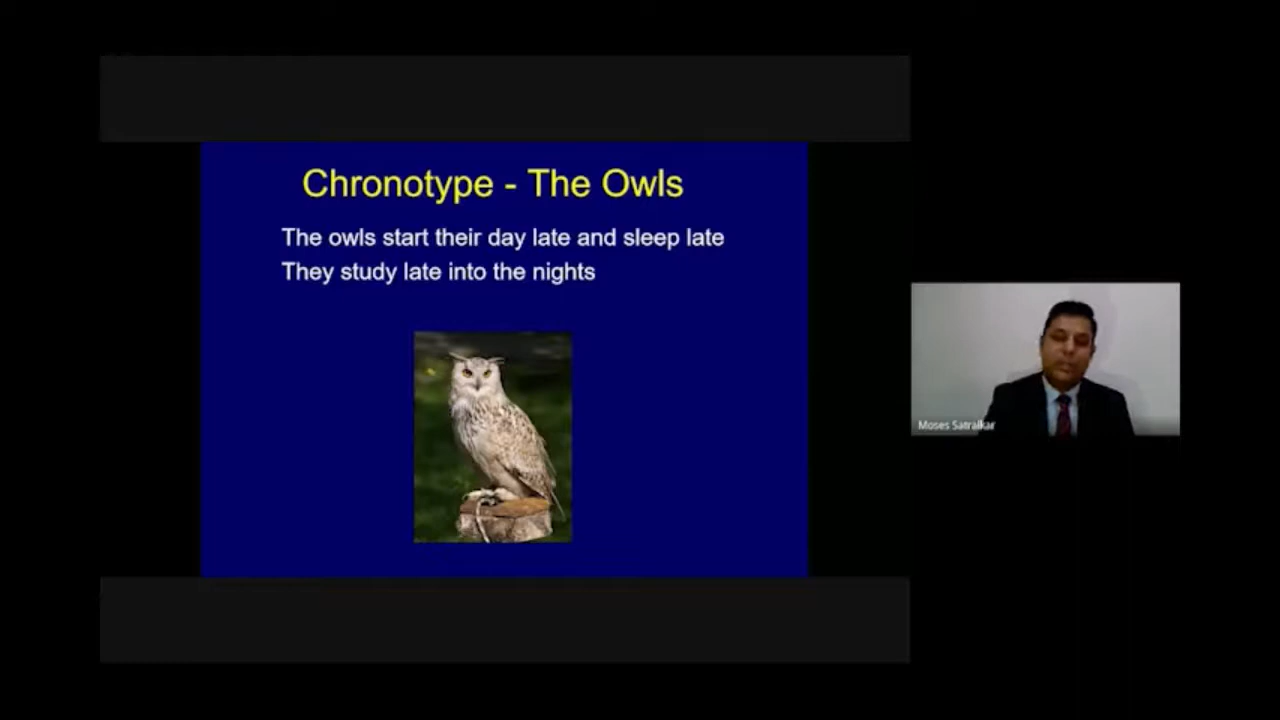 Chronotype - The Owls
The owls start their day late and sleep late
They study late into the nights
Moses Satralkar